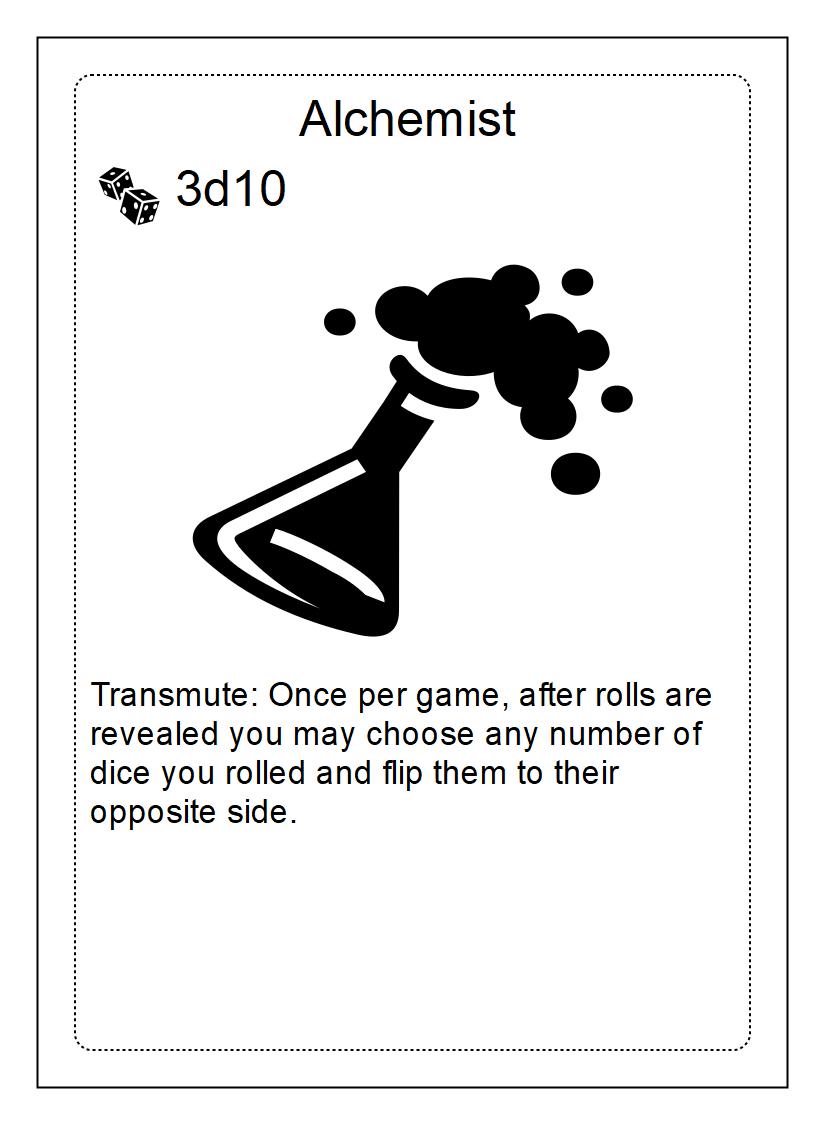 Alchemist
3d10
Transmute: Once per game, after rolls are
revealed you may choose any number of
dice you rolled and flip them to their
opposite side.